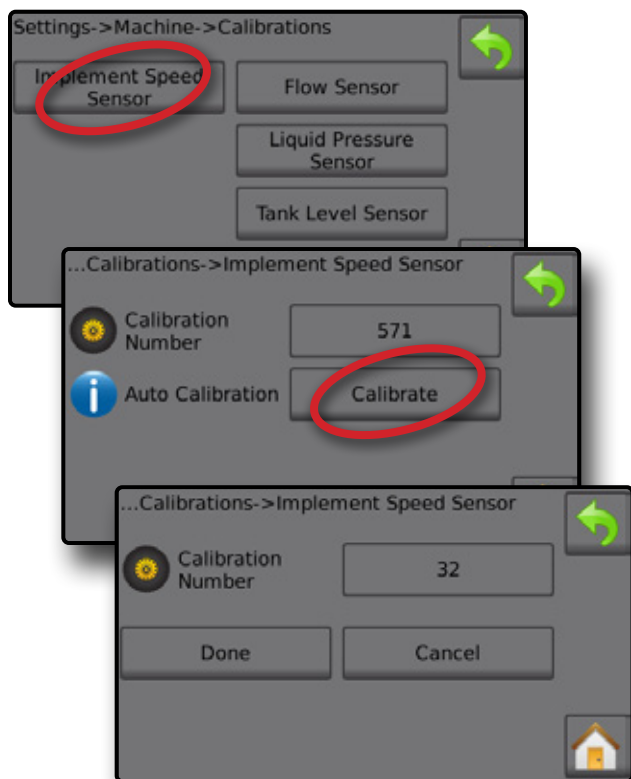 Settings->Machine->Calibrations
Implement Speed
Sensor
Flow Sensor
Liquid Pressure
Sensor
Tank Level Sensor
...Calibrations->Implement Speed Sensor
Calibration
Number
571
Auto Calibration
Calibrate
...Calibrations->Implement Speed Sensor
Calibration
Number
32
Done
Cancel